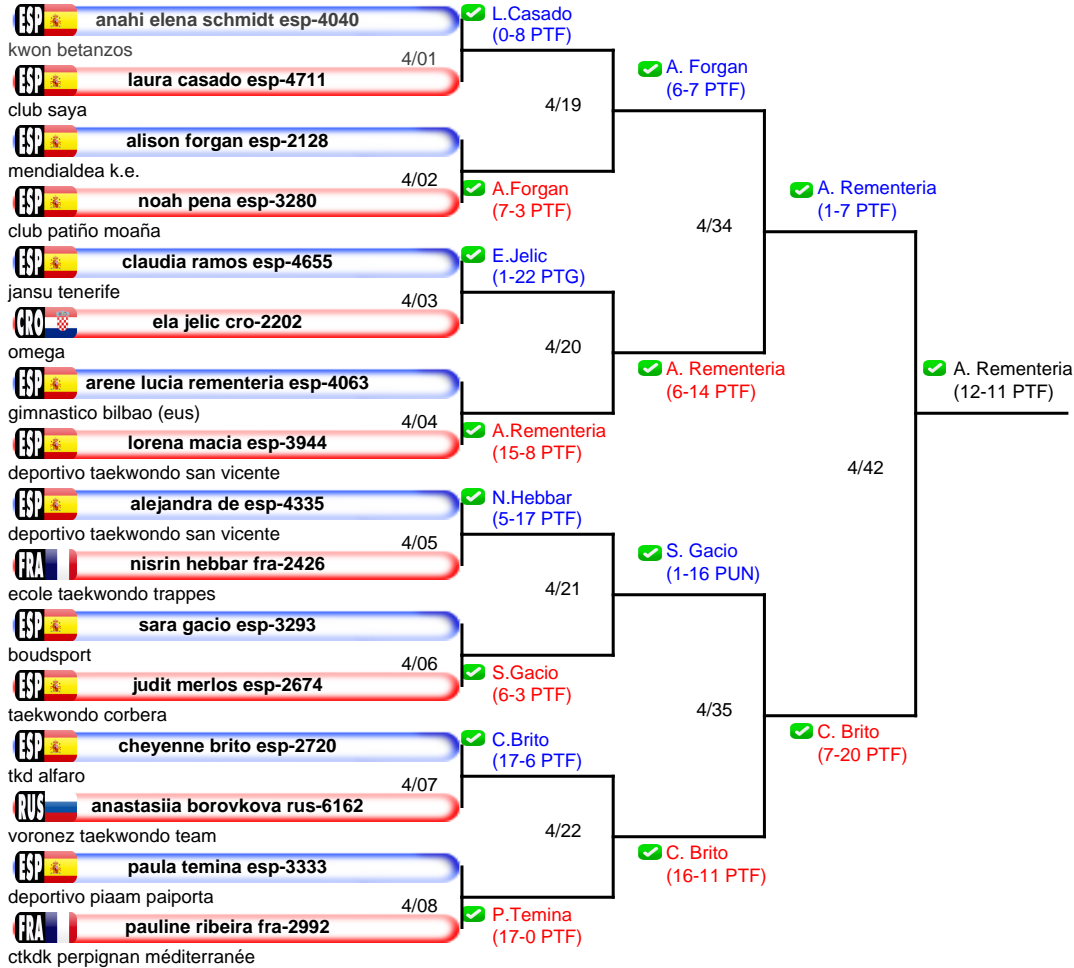 ESP anahi elena schmidt esp-4040
kwon betanzos
4/01
ESP laura casado esp-4711
club saya
ESP alison forgan esp-2128
mendialdea k.e.
4/02
ESP noah pena esp-3280
club patiño moaña
ESP claudia ramos esp-4655
jansu tenerife
4/03
CRO ela jelic cro-2202
omega
ESP arene lucia rementeria esp-4063
gimnastico bilbao (eus)
4/04
ESP lorena macia esp-3944
deportivo taekwondo san vicente
ESP alejandra de esp-4335
deportivo taekwondo san vicente
4/05
FRA nisrin hebbar fra-2426
ecole taekwondo trappes
ESP sara gacio esp-3293
boudsport
4/06
ESP judit merlos esp-2674
taekwondo corbera
ESP cheyenne brito esp-2720
tkd alfaro
4/07
RUS anastasiia borovkova rus-6162
voronez taekwondo team
ESP paula temina esp-3333
deportivo piaam paiporta
4/08
FRA pauline ribeira fra-2992
ctkdk perpignan méditerranée
L.Casado
(0-8 PTF)
4/19
A.Forgan
(7-3 PTF)
E.Jelic
(1-22 PTG)
4/20
A.Rementeria
(15-8 PTF)
N.Hebbar
(5-17 PTF)
4/21
S.Gacio
(6-3 PTF)
C.Brito
(17-6 PTF)
4/22
P.Temina
(17-0 PTF)
A. Forgan
(6-7 PTF)
4/34
A. Rementeria
(6-14 PTF)
S. Gacio
(1-16 PUN)
4/35
C. Brito
(16-11 PTF)
A. Rementeria
(1-7 PTF)
4/42
C. Brito
(7-20 PTF)
A. Rementeria
(12-11 PTF)